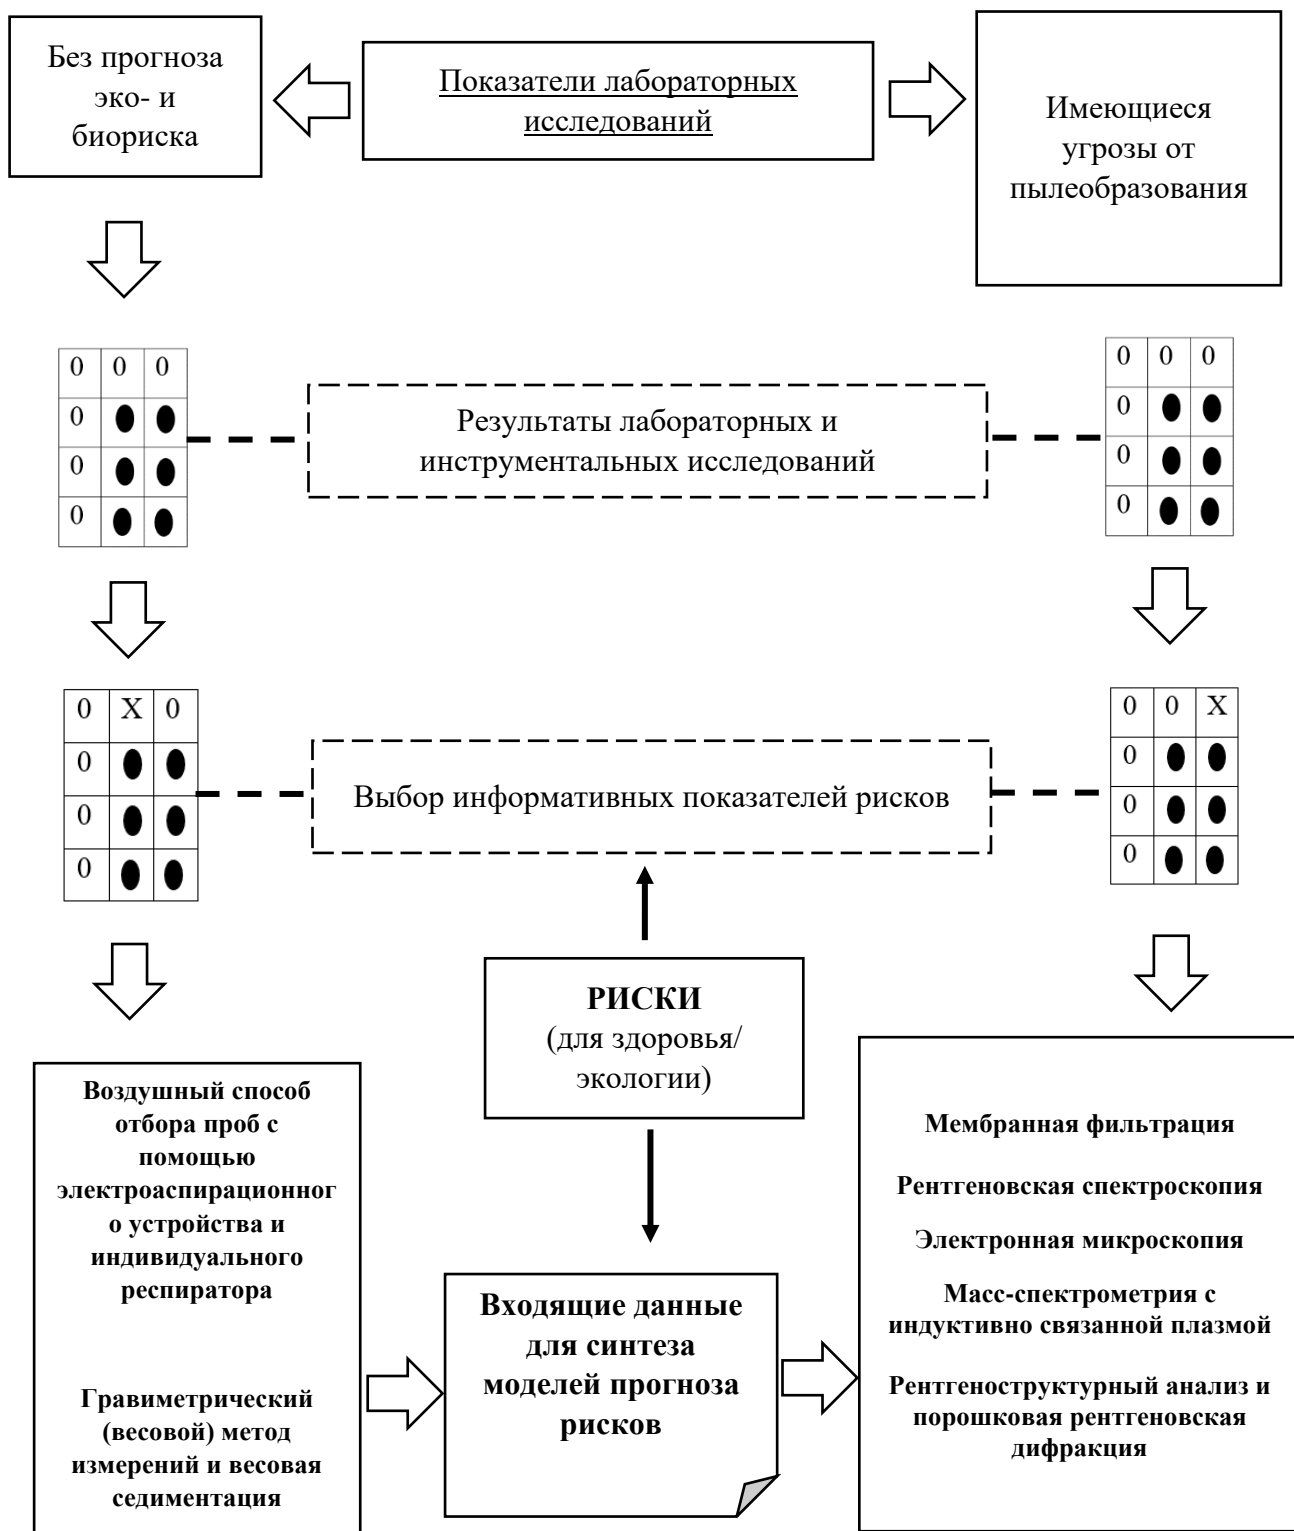 Без прогноза
эко- и
биориска
Показатели лабораторных
исследований
Имеющиеся
угрозы от
пылеобразования
0 0 0
0
0
0
Результаты лабораторных и
инструментальных исследований
0 0 0
0
0
0
0 X 0
0
0
0
Выбор информативных показателей рисков
0 0 X
0
0
0
РИСКИ
(для здоровья/
экологии)
Воздушный способ
отбора проб с
помощью
электроаспирационног
о устройства и
индивидуального
респиратора
Гравиметрический
(весовой) метод
измерений и весовая
седиментация
Входящие данные
для синтеза
моделей прогноза
рисков
Мембранная фильтрация
Рентгеновская спектроскопия
Электронная микроскопия
Масс-спектрометрия с
индуктивно связанной плазмой
Рентгеноструктурный анализ и
порошковая рентгеновская
дифракция